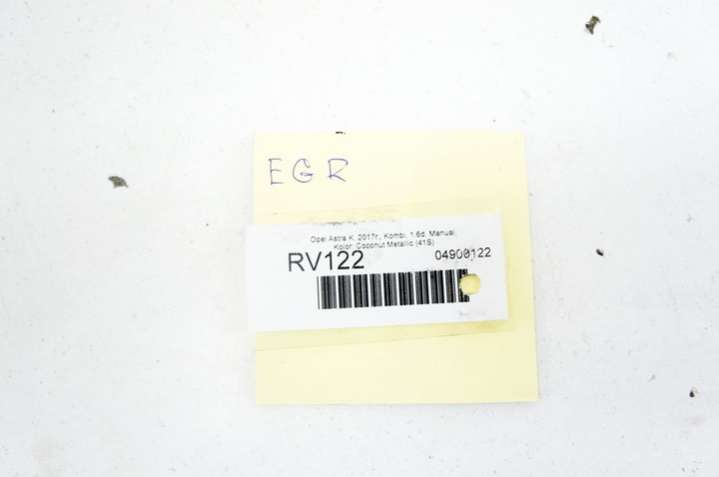 EGR
Opel Astra K, 2017r., Kombi, 1.6d, Manual,
Kolor: Coconut Metallic (41S)
RV122
04900122